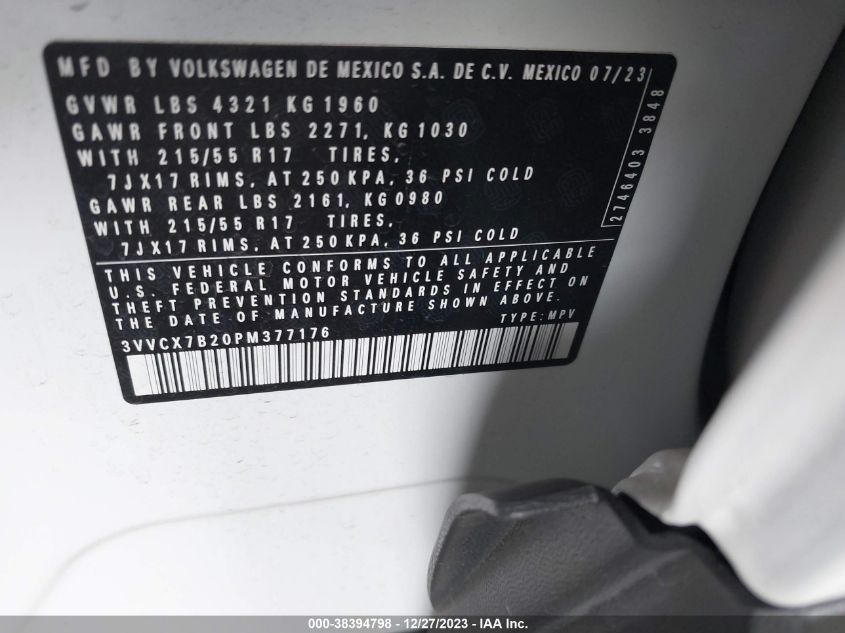 MFD BY VOLKSWAGEN DE MEXICO S.A. DE C.V. MEXICO 07/23
GVWR LBS 4321 KG 1960
GAWR FRONT LBS 2271, KG 1030
WITH 215/55 R17 TIRES,
7JX17 RIMS, AT 250 KPA, 36 PSI COLD
GAWR REAR LBS 2161, KG 0980
WITH 215/55 R17 TIRES,
7JX17 RIMS, AT 250 KPA, 36 PSI COLD
2746403 3848
THIS VEHICLE CONFORMS TO ALL APPLICABLE
U.S. FEDERAL MOTOR VEHICLE SAFETY AND
THEFT PREVENTION STANDARDS IN EFFECT ON
THE DATE OF MANUFACTURE SHOWN ABOVE.
3VVCX7B20PM377176 TYPE: MPV
000-38394798 - 12/27/2023 - IAA Inc.